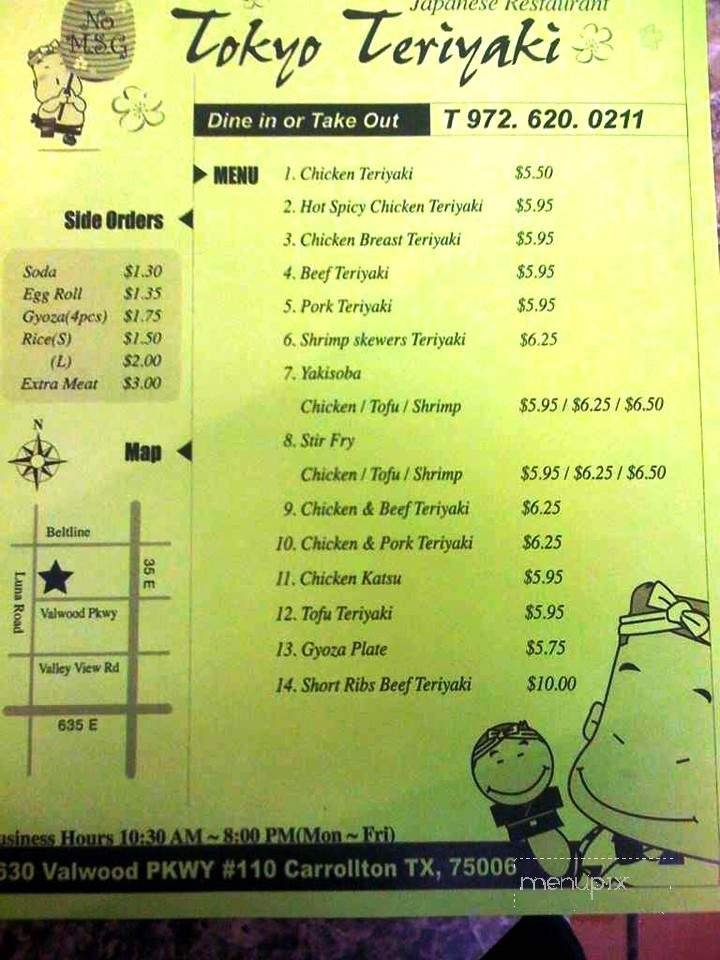 Japanese Restaurant
No
M.S.G
Tokyo Teriyaki
Dine in or Take Out T 972. 620. 0211
MENU
1. Chicken Teriyaki $5.50
2. Hot Spicy Chicken Teriyaki $5.95
3. Chicken Breast Teriyaki $5.95
4. Beef Teriyaki $5.95
5. Pork Teriyaki $5.95
6. Shrimp skewers Teriyaki $6.25
7. Yakisoba
Chicken / Tofu / Shrimp $5.95 / $6.25 / $6.50
8. Stir Fry
Chicken / Tofu / Shrimp $5.95 / $6.25 / $6.50
9. Chicken & Beef Teriyaki $6.25
10. Chicken & Pork Teriyaki $6.25
11. Chicken Katsu $5.95
12. Tofu Teriyaki $5.95
13. Gyoza Plate $5.75
14. Short Ribs Beef Teriyaki $10.00
Side Orders
Soda $1.30
Egg Roll $1.35
Gyoza(4pcs) $1.75
Rice(S) $1.50
(L) $2.00
Extra Meat $3.00
N
Map
Beltline
35 E
Luna Road
Valwood Pkwy
Valley View Rd
635 E
usiness Hours 10:30 AM ~ 8:00 PM(Mon ~ Fri)
630 Valwood PKWY #110 Carrollton TX, 75006
menupix